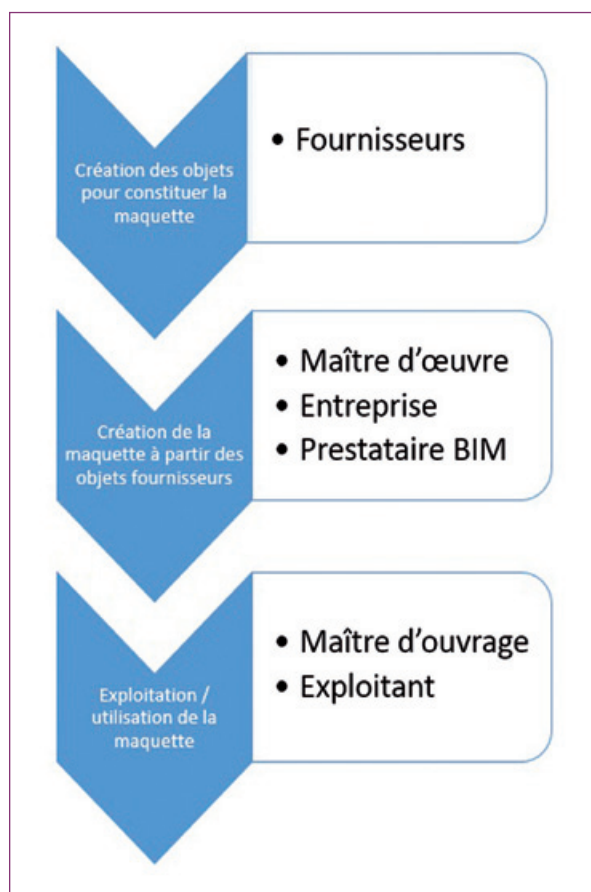 Création des objets
pour constituer la
maquette
• Fournisseurs
Création de la
maquette à partir des
objets fournisseurs
• Maître d'œuvre
• Entreprise
• Prestataire BIM
Exploitation /
utilisation de la
maquette
• Maître d'ouvrage
• Exploitant